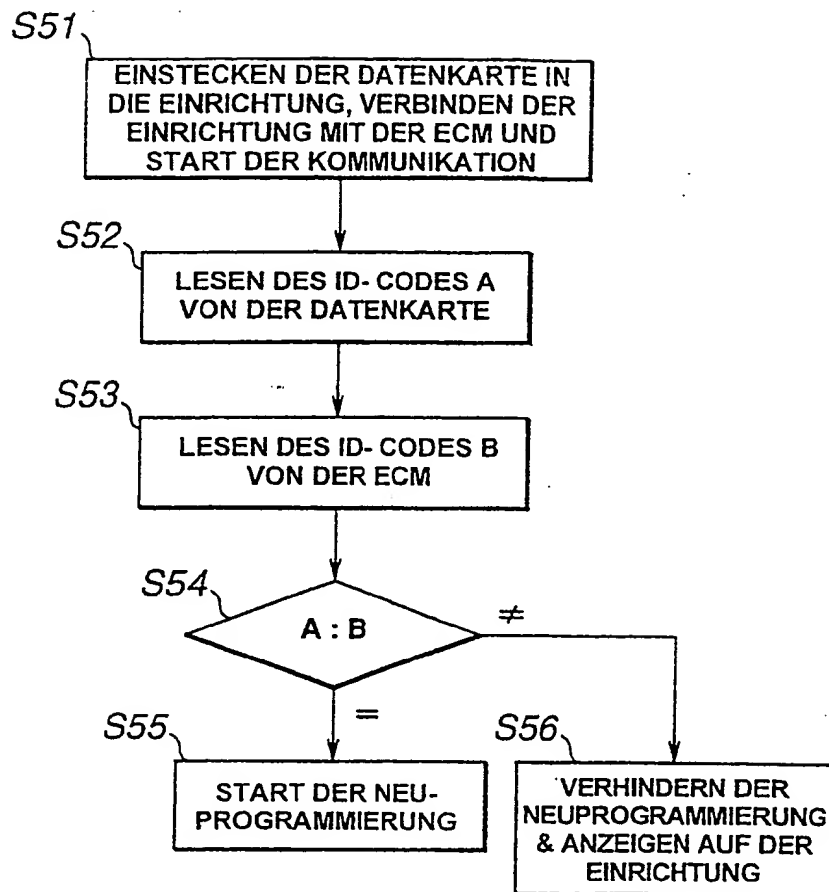 S51
EINSTECKEN DER DATENKARTE IN
DIE EINRICHTUNG, VERBINDEN DER
EINRICHTUNG MIT DER ECM UND
START DER KOMMUNIKATION
S52
LESEN DES ID- CODES A
VON DER DATENKARTE
S53
LESEN DES ID- CODES B
VON DER ECM
S54
A : B
≠
=
S55
START DER NEU-
PROGRAMMIERUNG
S56
VERHINDERN DER
NEUPROGRAMMIERUNG
& ANZEIGEN AUF DER
EINRICHTUNG